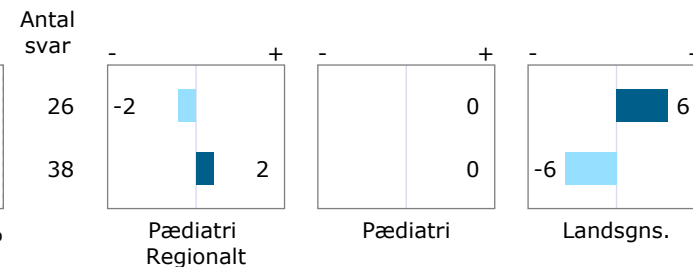 Antal
svar
- + - + -
26 -2 0 6
38 2 0 -6
Pædiatri
Regionalt
Pædiatri
Landsgns.